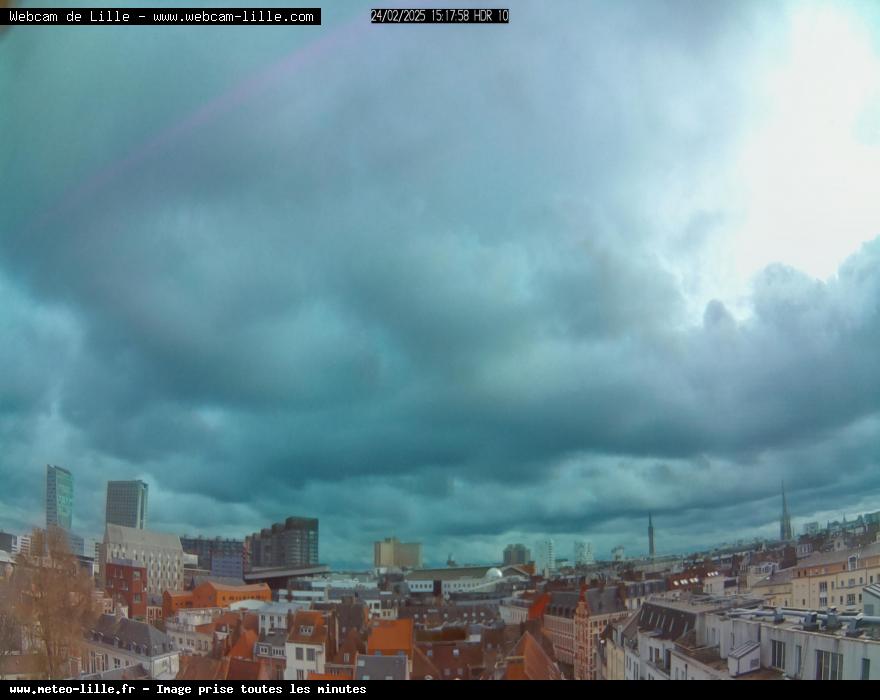 Webcam de Lille - www.webcam-lille.com
24/02/2025 15:17:58 HDR 10
www.meteo-lille.fr - Image prise toutes les minutes